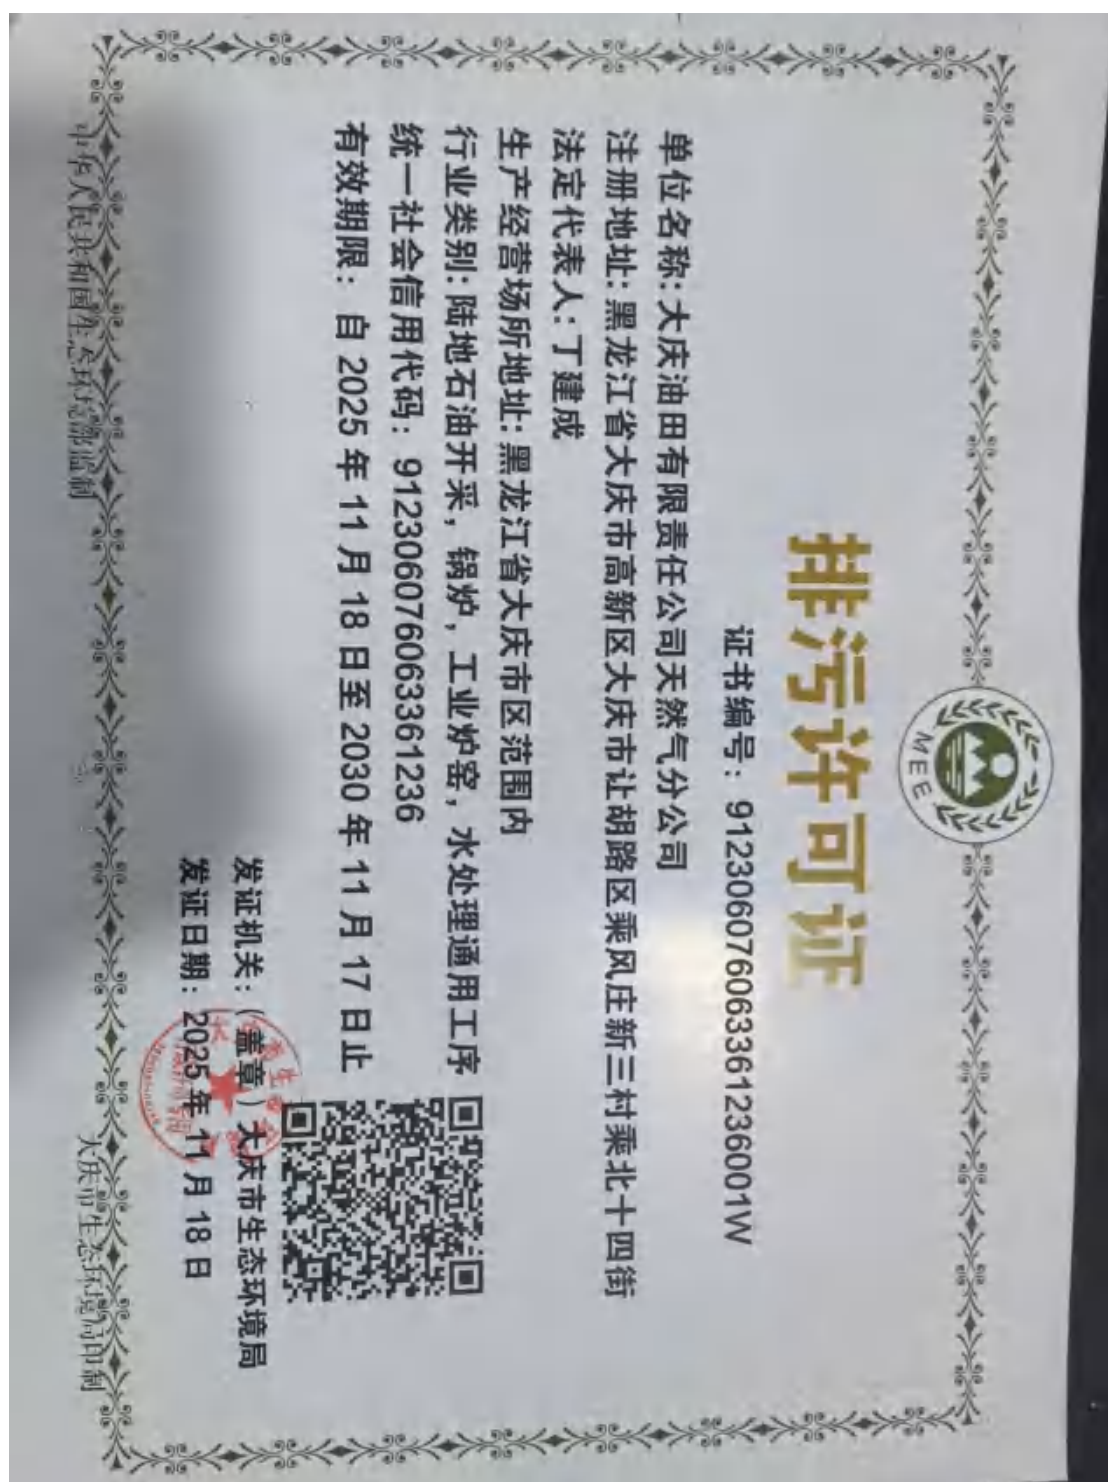 MEE
排污许可证
证书编号：91230607606336123６001W
单位名称:大庆油田有限责任公司天然气分公司
注册地址:黑龙江省大庆市高新区大庆市让胡路区乘风庄新三村乘北十四街
法定代表人:丁建成
生产经营场所地址:黑龙江省大庆市区范围内
行业类别:陆地石油开采，锅炉，工业炉窑，水处理通用工序
统一社会信用代码：912306076063361236
有效期限：自 2025 年 11 月 18 日至 2030 年 11 月 17 日止
发证机关:（盖章）大庆市生态环境局
发证日期: 2025 年 11 月 18 日
中华人民共和国生态环境部监制
大庆市生态环境局印制